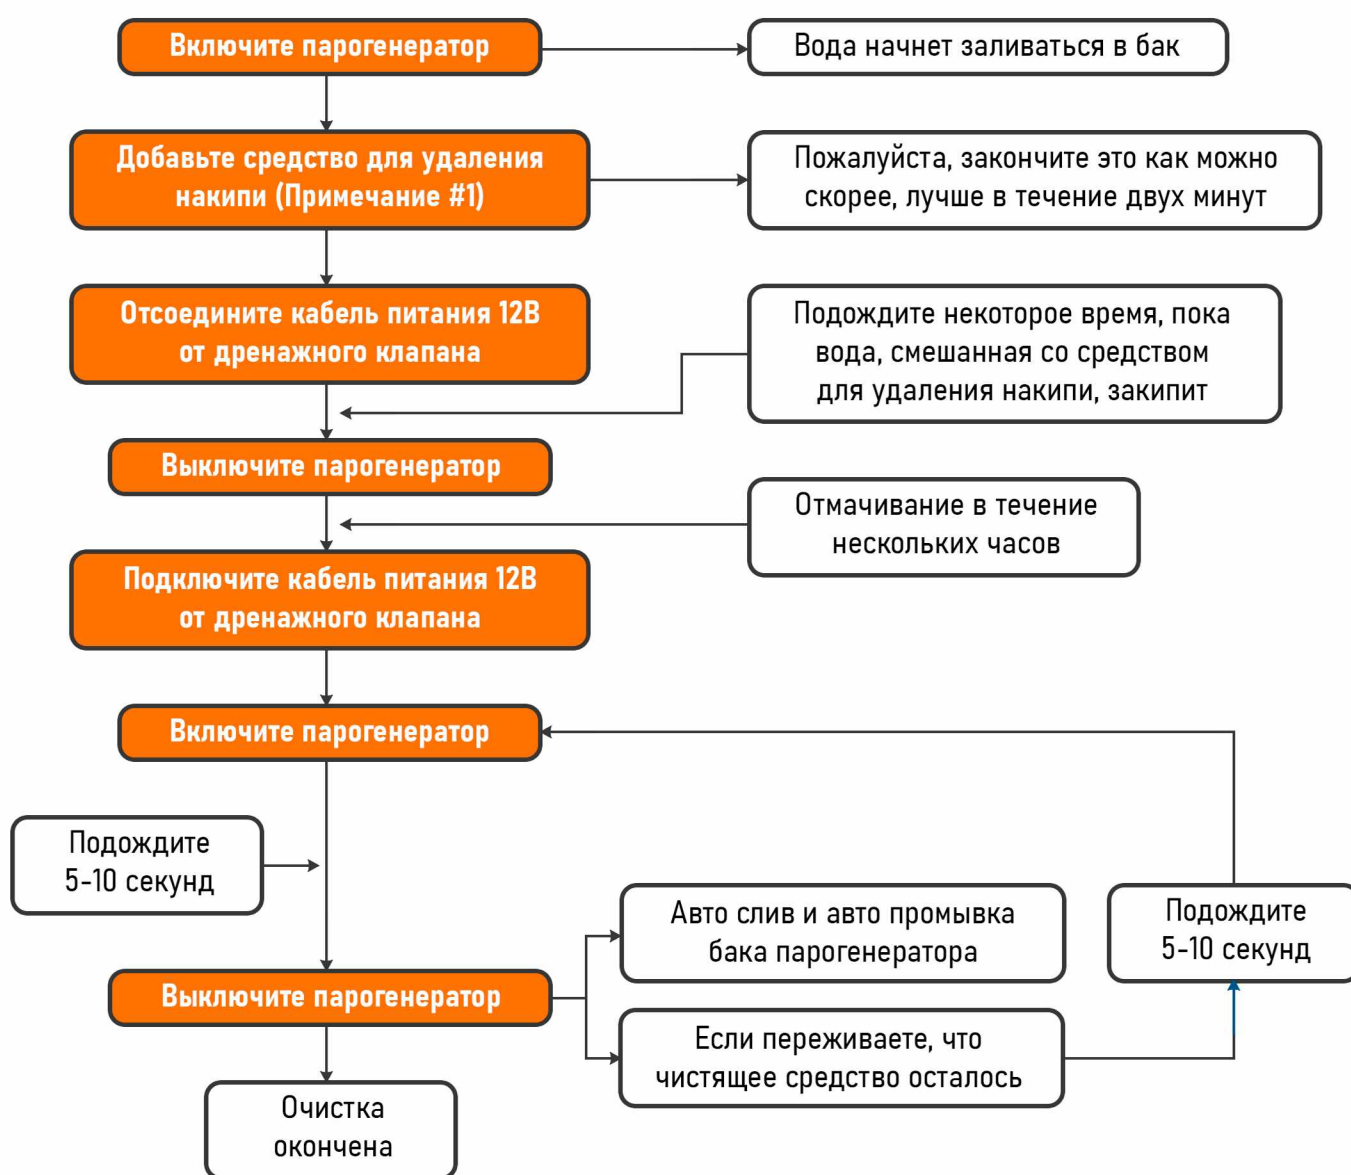 Включите парогенератор
Вода начнет заливаться в бак
Добавьте средство для удаления
накипи (Примечание #1)
Пожалуйста, закончите это как можно
скорее, лучше в течение двух минут
Отсоедините кабель питания 12В
от дренажного клапана
Подождите некоторое время, пока
вода, смешанная со средством
для удаления накипи, закипит
Выключите парогенератор
Отмачивание в течение
нескольких часов
Подключите кабель питания 12В
от дренажного клапана
Включите парогенератор
Подождите
5-10 секунд
Авто слив и авто промывка
бака парогенератора
Подождите
5-10 секунд
Выключите парогенератор
Если переживаете, что
чистящее средство осталось
Очистка
окончена